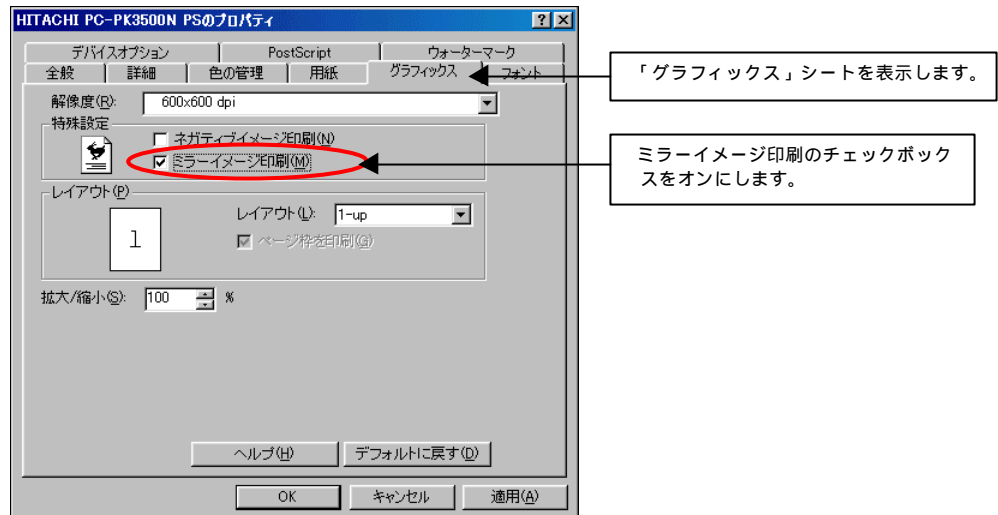 HITACHI PC-PK3500N PSのプロパティ
デバイスオプション PostScript ウォーターマーク
全般 詳細 色の管理 用紙 グラフィックス フォント
「グラフィックス」シートを表示します。
解像度(R): 600x600 dpi
特殊設定
ネガティブイメージ印刷(N)
ミラーイメージ印刷(M)
ミラーイメージ印刷のチェックボック
スをオンにします。
レイアウト(P)
レイアウト(L): 1-up
1
ページ枠を印刷(G)
拡大/縮小(S): 100 %
ヘルプ(H) デフォルトに戻す(D)
OK キャンセル 適用(A)